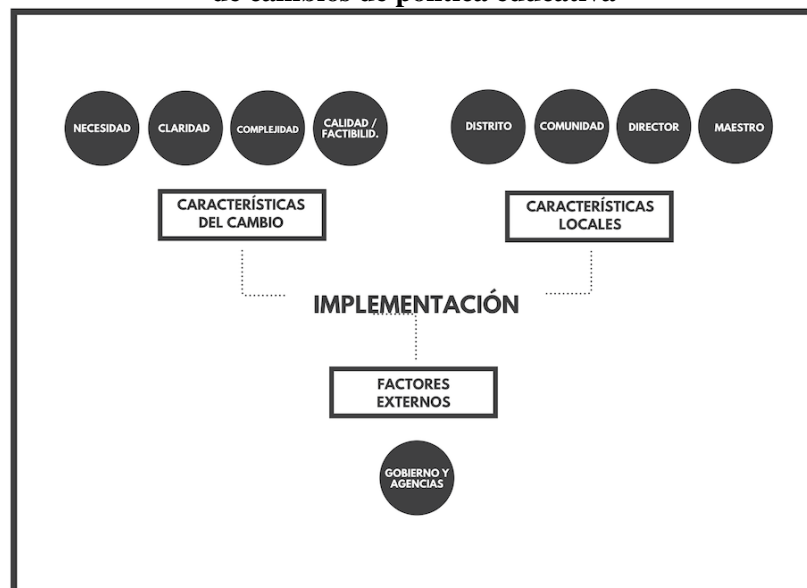 de cambios de política educativa
NECESIDAD
CLARIDAD
COMPLEJIDAD
CALIDAD /
FACTIBILID.
DISTRITO
COMUNIDAD
DIRECTOR
MAESTRO
CARACTERÍSTICAS
DEL CAMBIO
CARACTERÍSTICAS
LOCALES
IMPLEMENTACIÓN
FACTORES
EXTERNOS
GOBIERNO Y
AGENCIAS